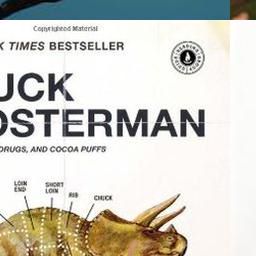 Copyrighted Material
K TIMES BESTSELLER
UCK
OSTERMAN
DRUGS, AND COCOA PUFFS
LOIN END
SHORT LOIN
RIB
CHUCK